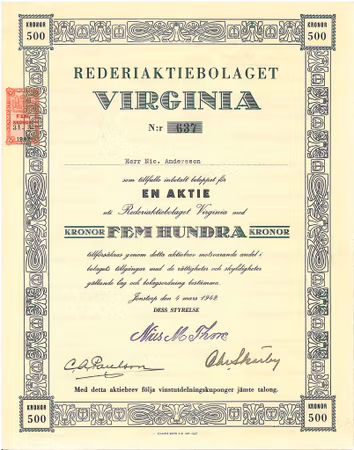 KRONOR 500 KRONOR 500
REDERIAKTIEBOLAGET
VIRGINIA
N:r 637
FEM
31.
Herr Nic. Andersson
som tillfullo inbetalt beloppet för
EN AKTIE
uti Rederiaktiebolaget Virginia med
KRONOR FEM HUNDRA KRONOR
tillförsäkras genom detta aktiebrev motsvarande andel i
bolagets tillgångar med de rättigheter och skyldigheter
gällande lag och bolagsordning bestämma.
Jonstorp den 4 mars 1948
DESS STYRELSE
Nils M Thore
C A Paulsson
Med detta aktiebrev följa vinstutdelningskuponger jämte talong.
KRONOR 500 KRONOR 500